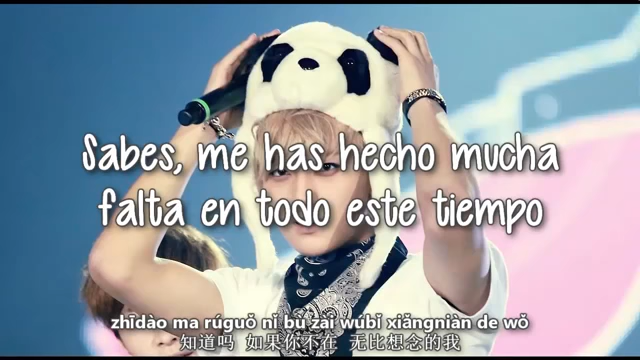 Sabes, me has hecho mucha
falta en todo este tiempo
zhīdào ma rúguǒ nǐ bú zài wúbǐ xiǎngniàn de wǒ
知道吗 如果你不在 无比想念的我